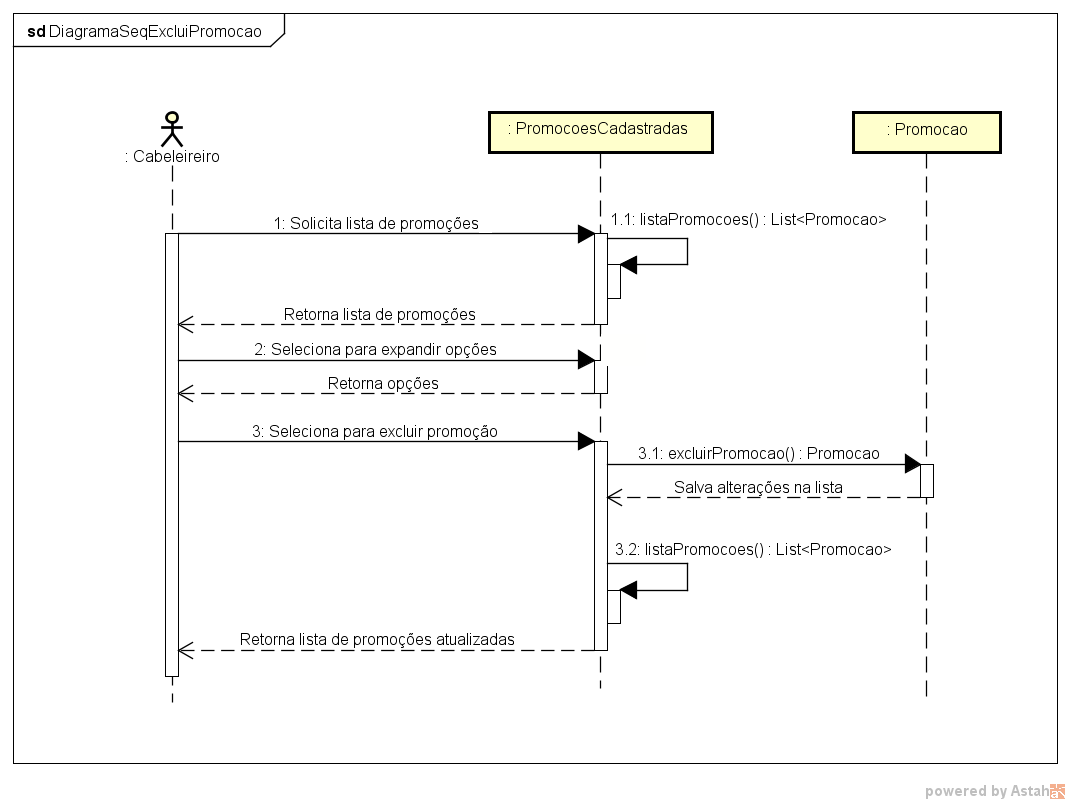 sd DiagramaSeqExcluiPromocao
: Cabeleireiro
: PromocoesCadastradas
: Promocao
1: Solicita lista de promoções
1.1: listaPromocoes() : List<Promocao>
Retorna lista de promoções
2: Seleciona para expandir opções
Retorna opções
3: Seleciona para excluir promoção
3.1: excluirPromocao() : Promocao
Salva alterações na lista
3.2: listaPromocoes() : List<Promocao>
Retorna lista de promoções atualizadas
powered by Astah